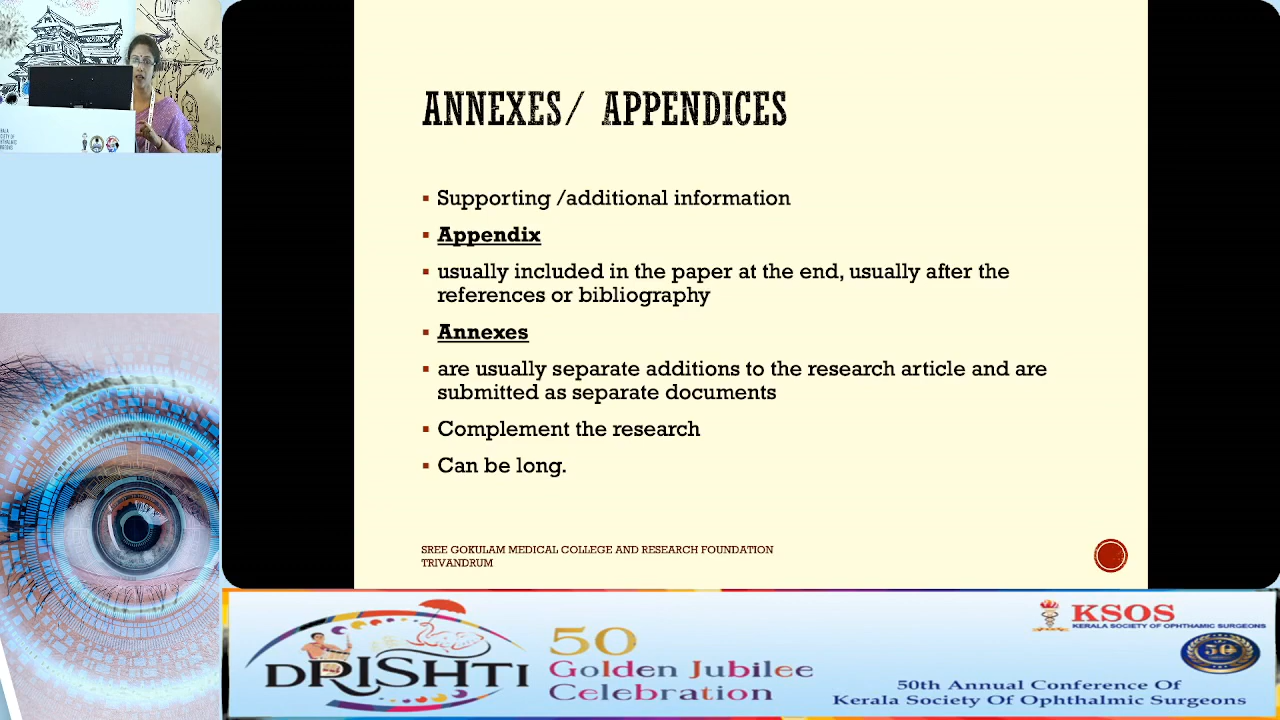 ANNEXES/ APPENDICES
Supporting /additional information
Appendix
usually included in the paper at the end, usually after the
references or bibliography
Annexes
are usually separate additions to the research article and are
submitted as separate documents
Complement the research
Can be long.
SREE GOKULAM MEDICAL COLLEGE AND RESEARCH FOUNDATION
TRIVANDRUM
DRISHTI
50
Golden Jubilee
Celebration
KSOS
KERALA SOCIETY OF OPHTHAMIC SURGEONS
50
50th Annual Conference Of
Kerala Society Of Ophthalmic Surgeons